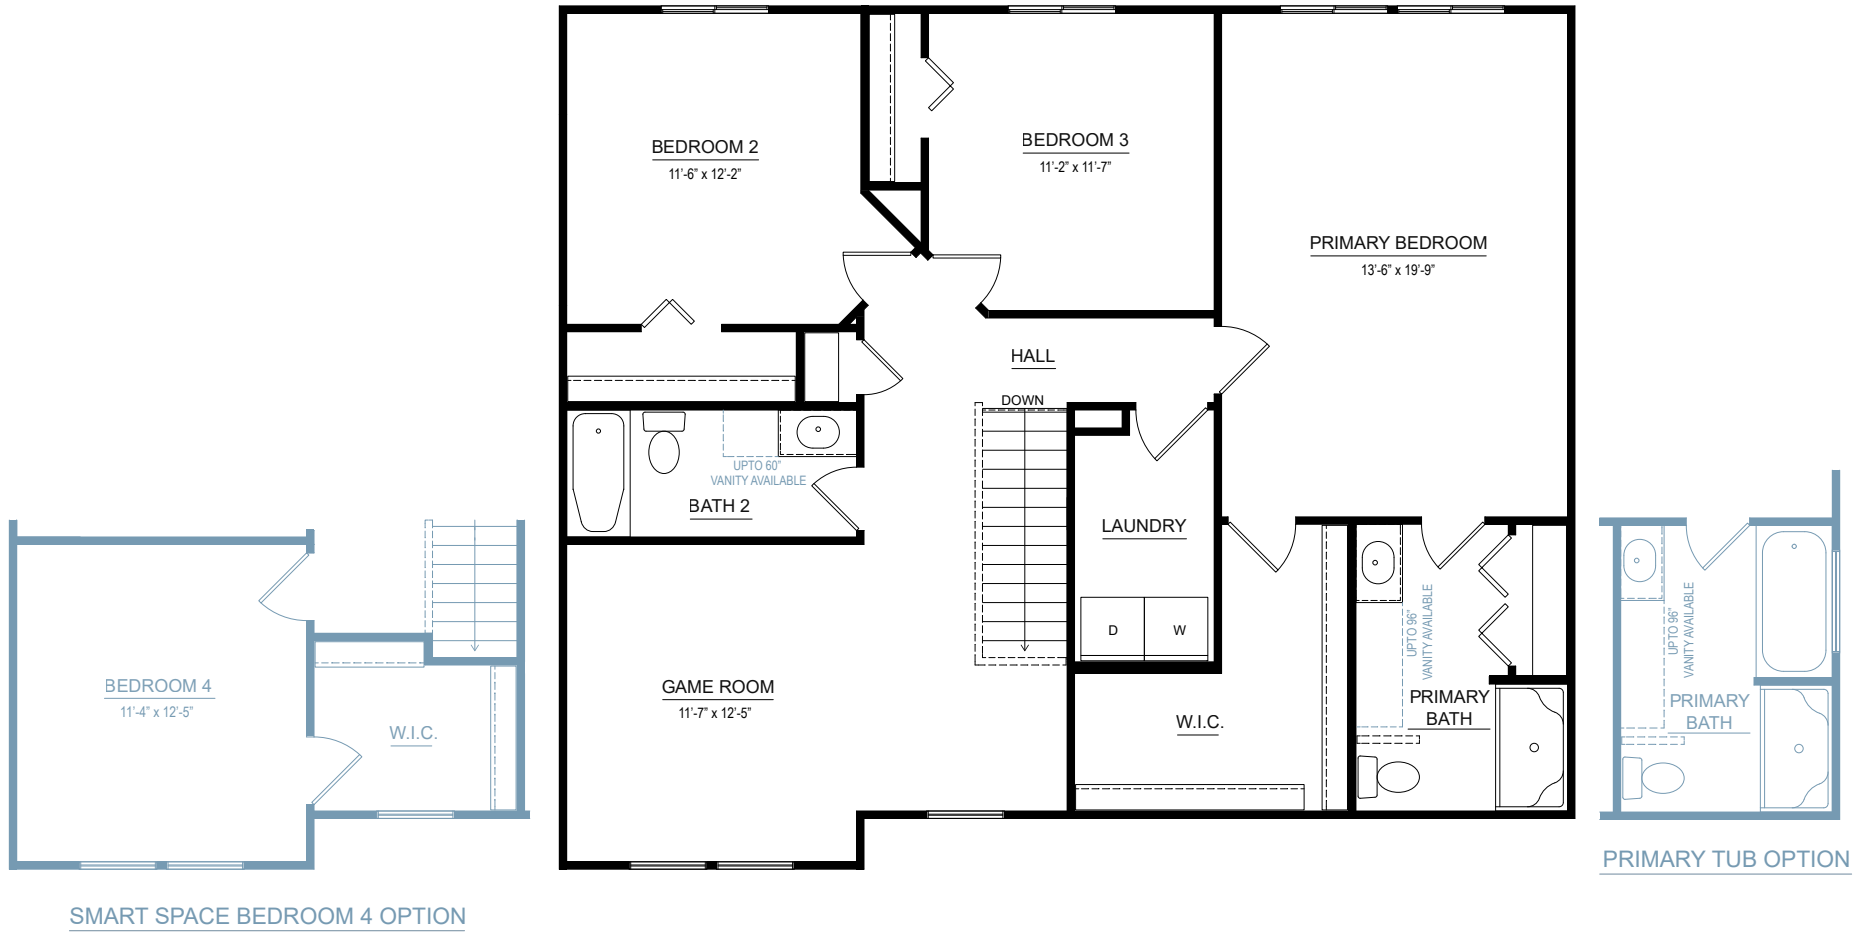 BEDROOM 2
11'-6" x 12'-2"
BEDROOM 3
11'-2" x 11'-7"
PRIMARY BEDROOM
13'-6" x 19'-9"
HALL
DOWN
UPTO 60"
VANITY AVAILABLE
BATH 2
LAUNDRY
D
W
GAME ROOM
11'-7" x 12'-5"
W.I.C.
UPTO 96"
VANITY AVAILABLE
PRIMARY
BATH
BEDROOM 4
11'-4" x 12'-5"
W.I.C.
SMART SPACE BEDROOM 4 OPTION
UPTO 96"
VANITY AVAILABLE
PRIMARY
BATH
PRIMARY TUB OPTION